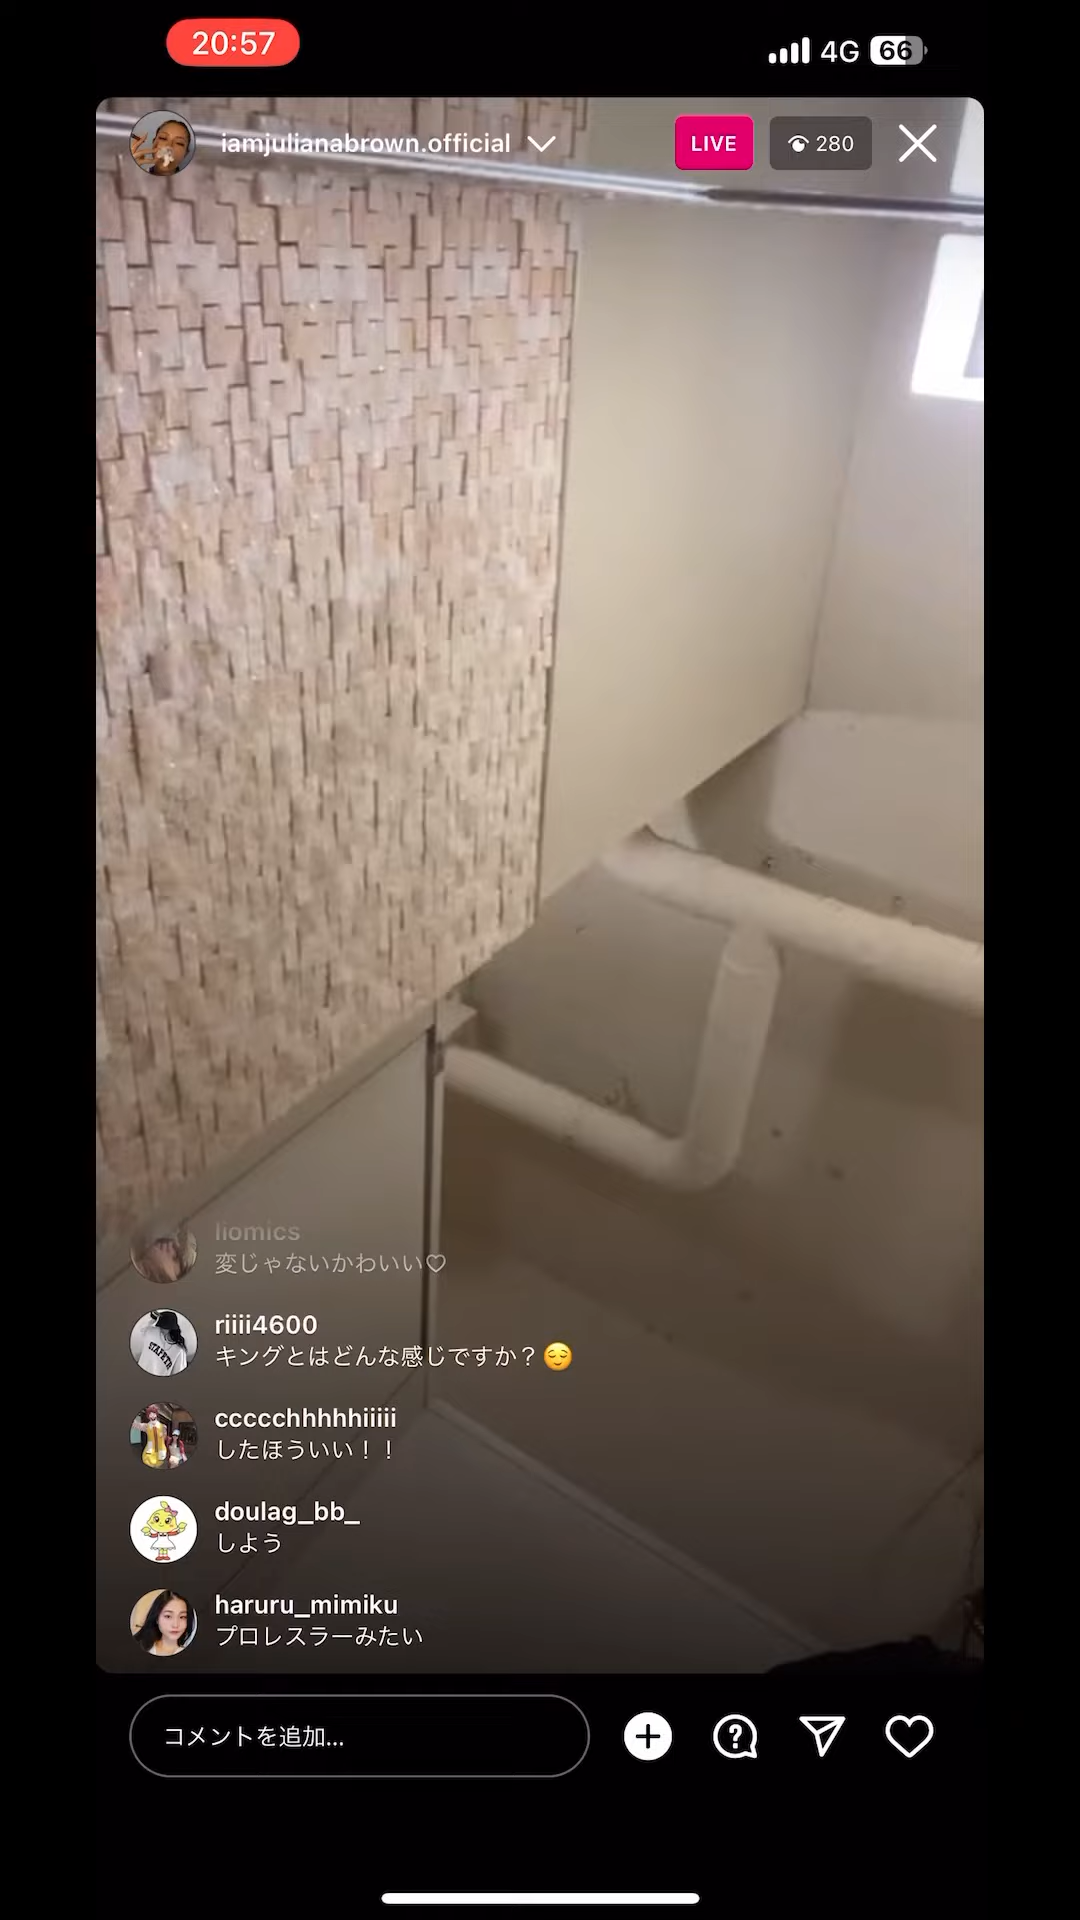 20:57
4G 66
iamjulianabrown.official
LIVE
280
liomics
変じゃないかわいい♡
riiii4600
キングとはどんな感じですか？😌
ccccchhhhhiiiii
したほういい！！
doulag_bb_
しよう
haruru_mimiku
プロレスラーみたい
コメントを追加...